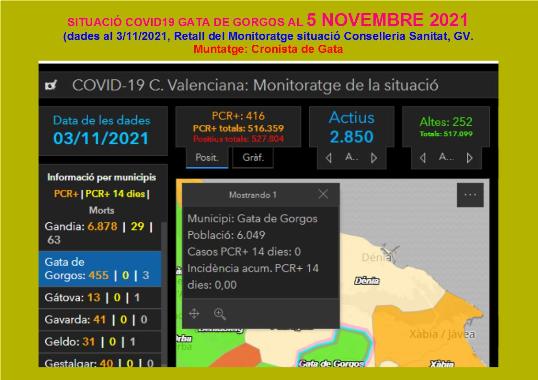 SITUACIÓ COVID19 GATA DE GORGOS AL 5 NOVEMBRE 2021
(dades al 3/11/2021, Retall del Monitoratge situació Conselleria Sanitat, GV.
Muntatge: Cronista de Gata
COVID-19 C. Valenciana: Monitoratge de la situació
Data de les dades
03/11/2021
PCR+: 416
PCR+ totals: 516.359
Positius totals: 527.804
Posit.
Gràf.
Actius
2.850
A...
Altes: 252
Totals: 517.099
A...
Informació per municipis
PCR+ | PCR+ 14 dies |
Morts
Gandia: 6.878 | 29 |
63
Gata de
Gorgos: 455 | 0 | 3
Gátova: 13 | 0 | 1
Gavarda: 41 | 0 | 0
Geldo: 31 | 0 | 1
Gestalgar: 40 | 0 | 0
Mostrando 1
Municipi: Gata de Gorgos
Població: 6.049
Casos PCR+ 14 dies: 0
Incidència acum. PCR+ 14
dies: 0,00
Dénia
Dénia
Xàbia / Jávea
Xàbia
Gata de Gorgos